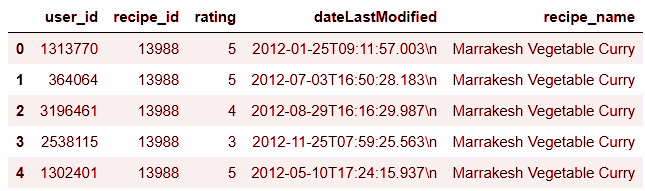 user_id recipe_id rating dateLastModified recipe_name
0 1313770 13988 5 2012-01-25T09:11:57.003\n Marrakesh Vegetable Curry
1 364064 13988 5 2012-07-03T16:50:28.183\n Marrakesh Vegetable Curry
2 3196461 13988 4 2012-08-29T16:16:29.987\n Marrakesh Vegetable Curry
3 2538115 13988 3 2012-11-25T07:59:25.563\n Marrakesh Vegetable Curry
4 1302401 13988 5 2012-05-10T17:24:15.937\n Marrakesh Vegetable Curry